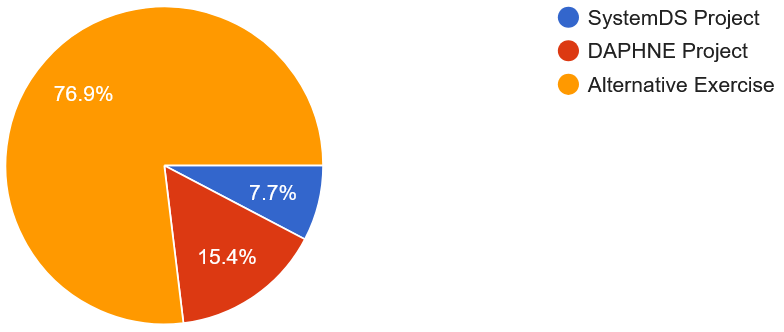 SystemDS Project
DAPHNE Project
Alternative Exercise
76.9%
7.7%
15.4%